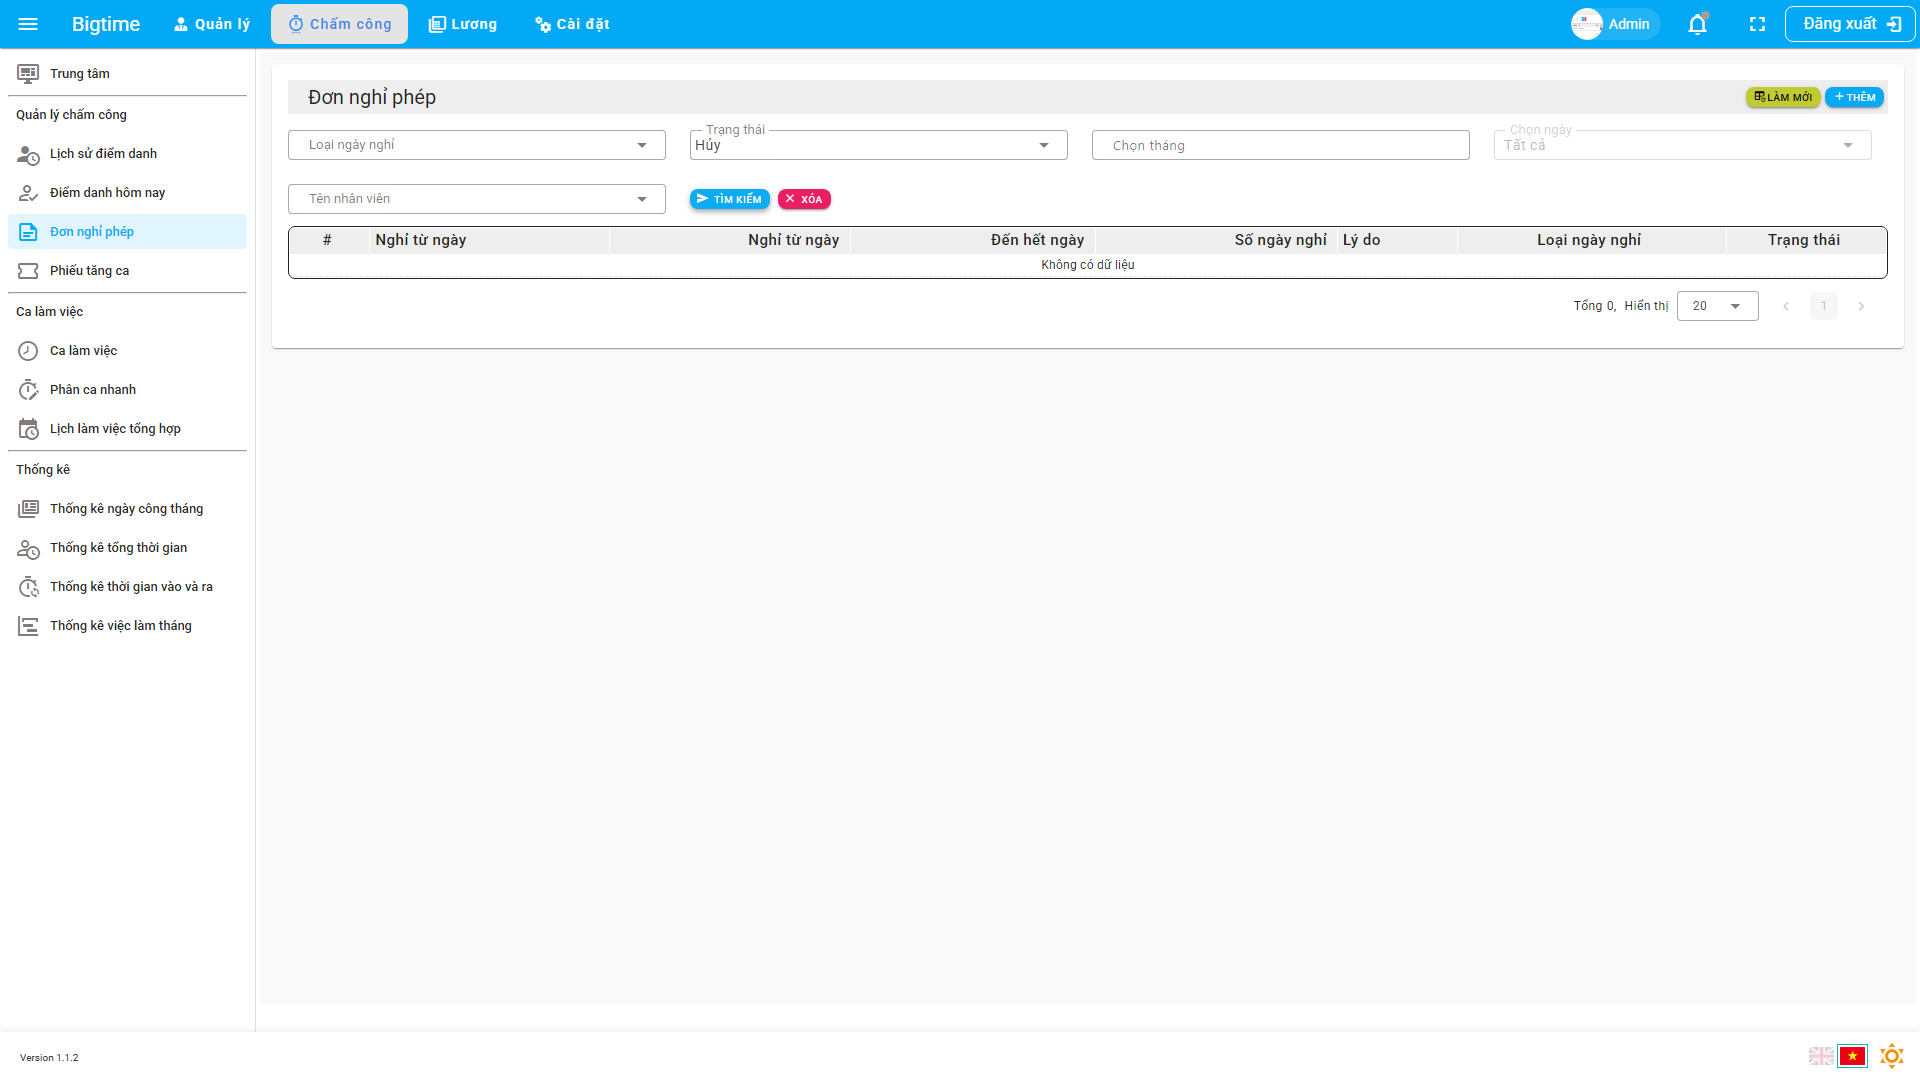 Bigtime Quản lý Chấm công Lương Cài đặt Admin Đăng xuất
Trung tâm
Quản lý chấm công
Lịch sử điểm danh
Điểm danh hôm nay
Đơn nghỉ phép
Phiếu tăng ca
Ca làm việc
Ca làm việc
Phân ca nhanh
Lịch làm việc tổng hợp
Thống kê
Thống kê ngày công tháng
Thống kê tổng thời gian
Thống kê thời gian vào và ra
Thống kê việc làm tháng
Đơn nghỉ phép LÀM MỚI THÊM
Loại ngày nghỉ
Trạng thái
Hủy
Chọn tháng
Chọn ngày
Tất cả
Tên nhân viên
TÌM KIẾM XÓA
# Nghỉ từ ngày Nghỉ từ ngày Đến hết ngày Số ngày nghỉ Lý do Loại ngày nghỉ Trạng thái
Không có dữ liệu
Tổng 0, Hiển thị 20 1
Version 1.1.2